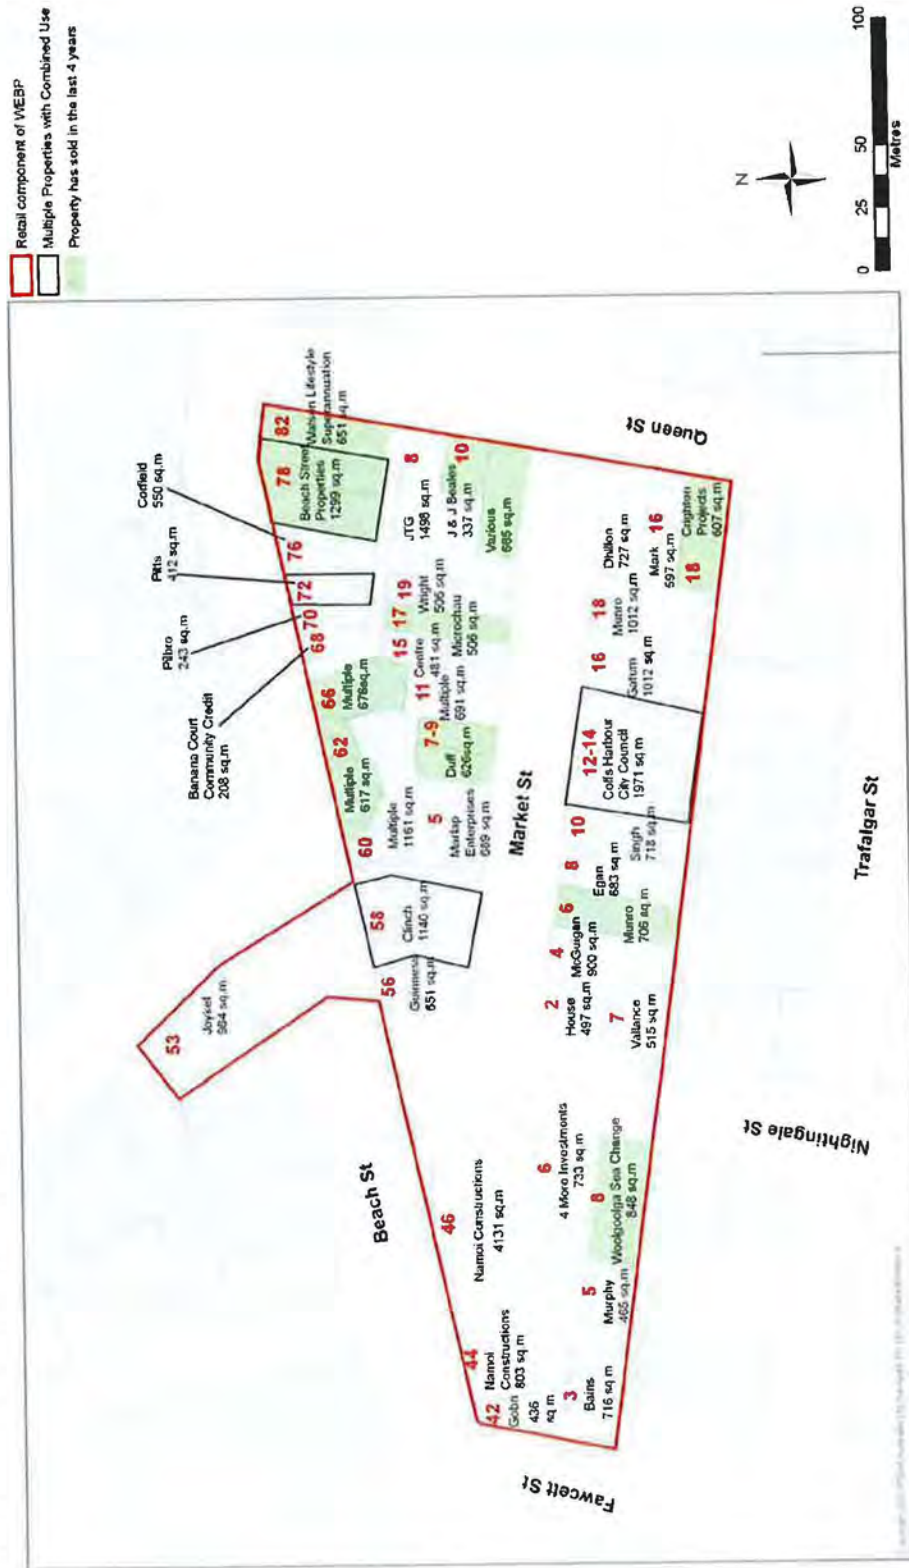 Retail component of WEBP
Multiple Properties with Combined Use
Property has sold in the last 4 years
Corfield
550 sq.m
Pitts
412 sq.m
Pilbro
243 sq.m
Banana Court
Community Credit
208 sq.m
53
Joysel
984 sq.m
Beach St
42
Gobri
436
sq m
44
Namoi
Constructions
803 sq.m
46
Namoi Constructions
4131 sq.m
56
Guinness
651 sq.m
58
Clinch
1140 sq.m
60
Multiple
1161 sq.m
62
Multiple
617 sq.m
66
Multiple
676sq.m
68
70
72
76
78
Beach Street
Properties
1299 sq.m
82
Watsen Lifestyle
Superannuation
651 sq.m
5
Marlap
Enterprises
689 sq.m
7-9
Duff
626sq.m
11
Multiple
691 sq.m
15
Centre
481 sq.m
17
Microchau
506 sq.m
19
Wright
506 sq.m
8
JTG
1498 sq.m
J & J Beales
337 sq.m
10
Various
685 sq.m
Market St
Queen St
3
Bains
716 sq m
5
Murphy
465 sq.m
6
4 More Investments
733 sq.m
8
Woolgoolga Sea Change
848 sq.m
2
House
497 sq.m
7
Vallance
515 sq m
4
McGuigan
900 sq.m
6
Munro
706 sq.m
8
Egan
683 sq.m
10
Singh
718 sq.m
12-14
Coffs Harbour
City Council
1971 sq m
16
Gatum
1012 sq.m
18
Munro
1012 sq.m
Dhillon
727 sq.m
Mark
597 sq.m
16
18
Crighton
Projects
607 sq.m
Fawcett St
Nightingale St
Trafalgar St
N
0 25 50 100
Metres